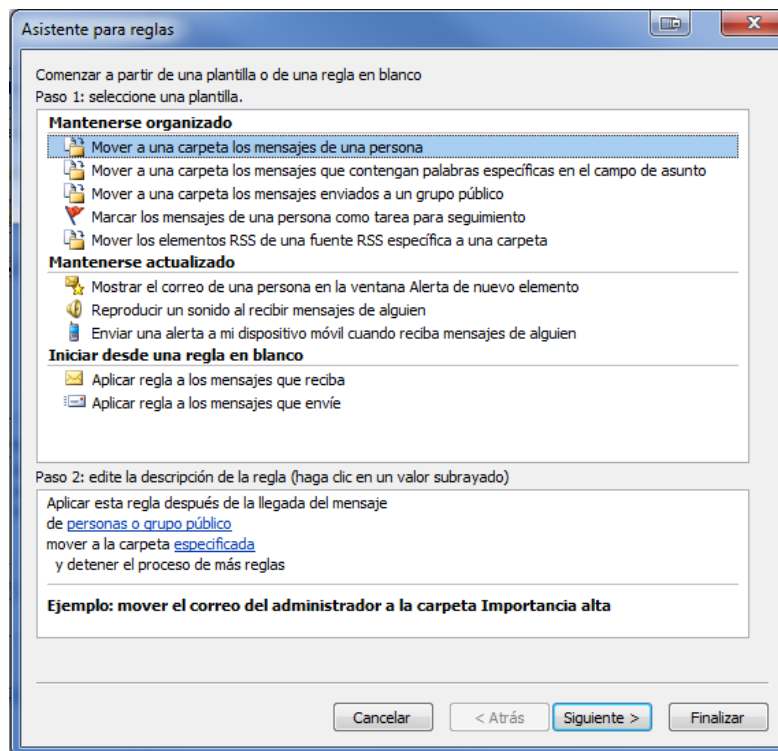 Asistente para reglas
Comenzar a partir de una plantilla o de una regla en blanco
Paso 1: seleccione una plantilla.
Mantenerse organizado
Mover a una carpeta los mensajes de una persona
Mover a una carpeta los mensajes que contengan palabras específicas en el campo de asunto
Mover a una carpeta los mensajes enviados a un grupo público
Marcar los mensajes de una persona como tarea para seguimiento
Mover los elementos RSS de una fuente RSS específica a una carpeta
Mantenerse actualizado
Mostrar el correo de una persona en la ventana Alerta de nuevo elemento
Reproducir un sonido al recibir mensajes de alguien
Enviar una alerta a mi dispositivo móvil cuando reciba mensajes de alguien
Iniciar desde una regla en blanco
Aplicar regla a los mensajes que reciba
Aplicar regla a los mensajes que envíe
Paso 2: edite la descripción de la regla (haga clic en un valor subrayado)
Aplicar esta regla después de la llegada del mensaje
de personas o grupo público
mover a la carpeta especificada
y detener el proceso de más reglas
Ejemplo: mover el correo del administrador a la carpeta Importancia alta
Cancelar < Atrás Siguiente > Finalizar